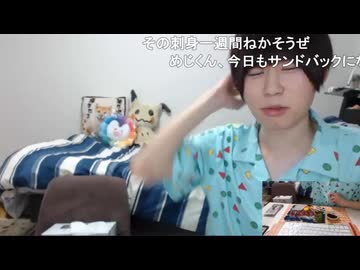 その刺身一週間ねかそうぜ
めじくん、今日もサンドバックにな